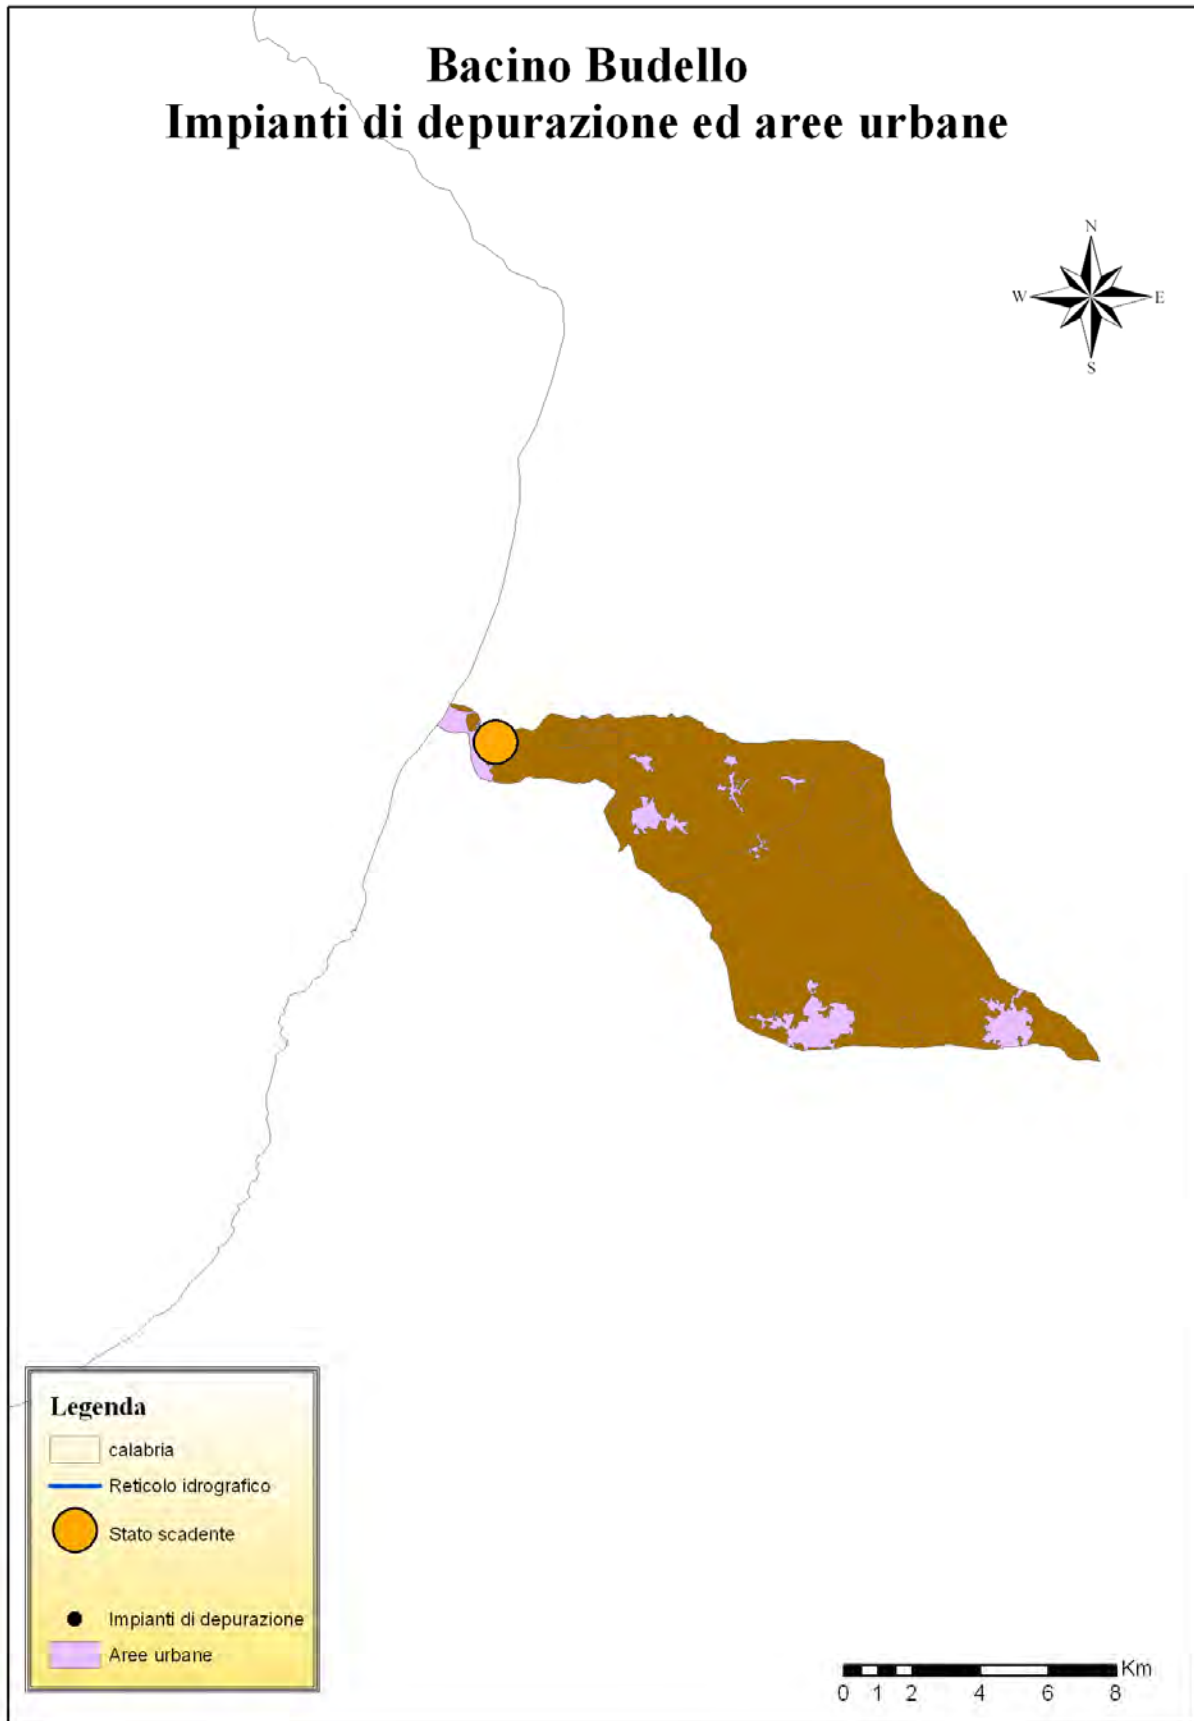 Bacino Budello
Impianti di depurazione ed aree urbane
N
W E
S
Legenda
calabria
Reticolo idrografico
Stato scadente
Impianti di depurazione
Aree urbane
Km
0 1 2 4 6 8